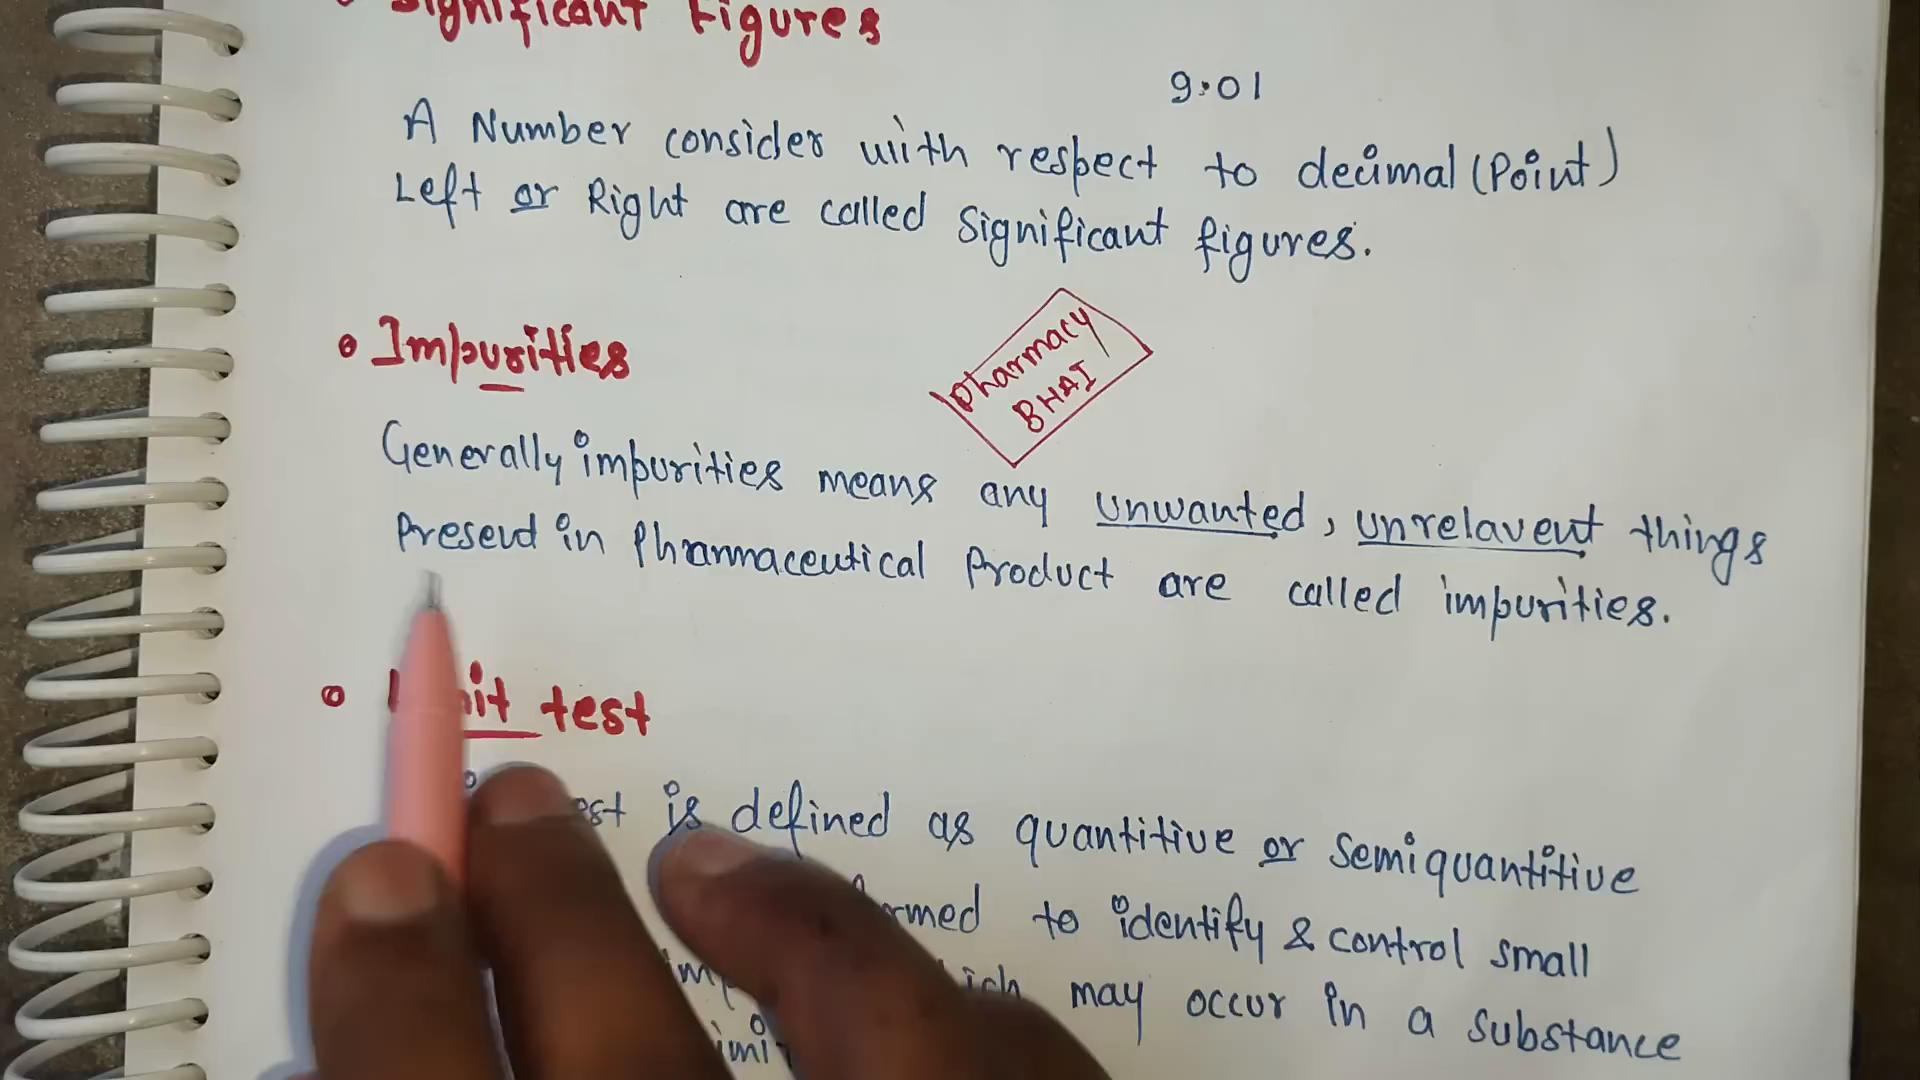 Significant Figures
9.01
A Number consider with respect to decimal (Point)
Left or Right are called Significant figures.
Impurities
Pharmacy
BHAI
Generally impurities means any unwanted, unrelavent things
Present in Pharmaceutical Product are called impurities.
test
is defined as quantitive or Semiquantitive
to identify & control small
may occur in a substance